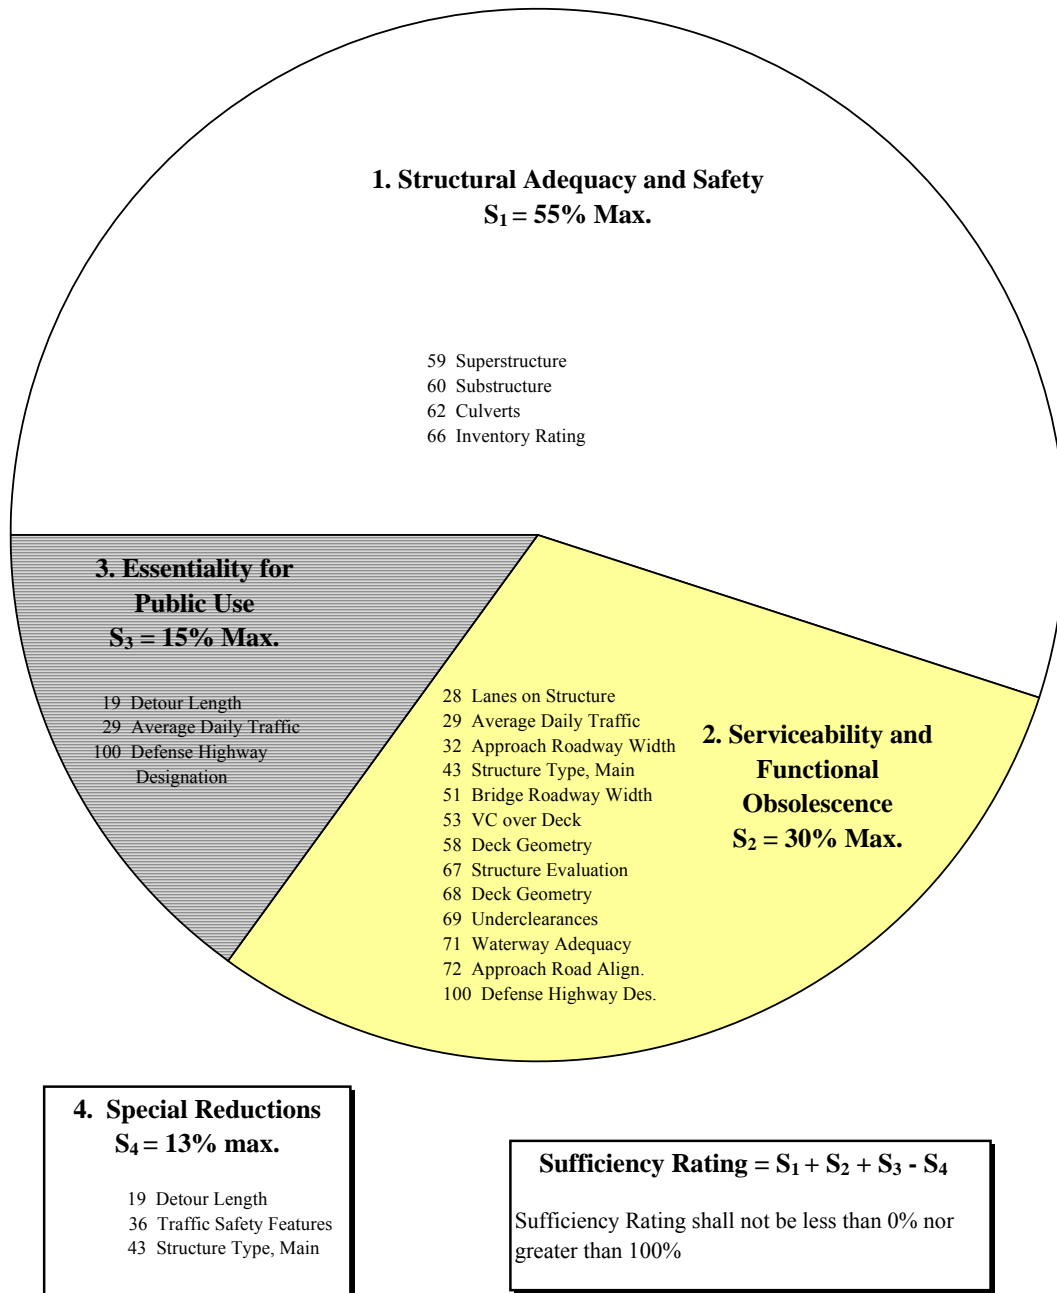 1. Structural Adequacy and Safety
S₁ = 55% Max.
59 Superstructure
60 Substructure
62 Culverts
66 Inventory Rating
3. Essentiality for
Public Use
S₃ = 15% Max.
19 Detour Length
29 Average Daily Traffic
100 Defense Highway
Designation
28 Lanes on Structure
29 Average Daily Traffic
32 Approach Roadway Width
43 Structure Type, Main
51 Bridge Roadway Width
53 VC over Deck
58 Deck Geometry
67 Structure Evaluation
68 Deck Geometry
69 Underclearances
71 Waterway Adequacy
72 Approach Road Align.
100 Defense Highway Des.
2. Serviceability and
Functional
Obsolescence
S₂ = 30% Max.
4. Special Reductions
S₄ = 13% max.
19 Detour Length
36 Traffic Safety Features
43 Structure Type, Main
Sufficiency Rating = S₁ + S₂ + S₃ - S₄
Sufficiency Rating shall not be less than 0% nor
greater than 100%